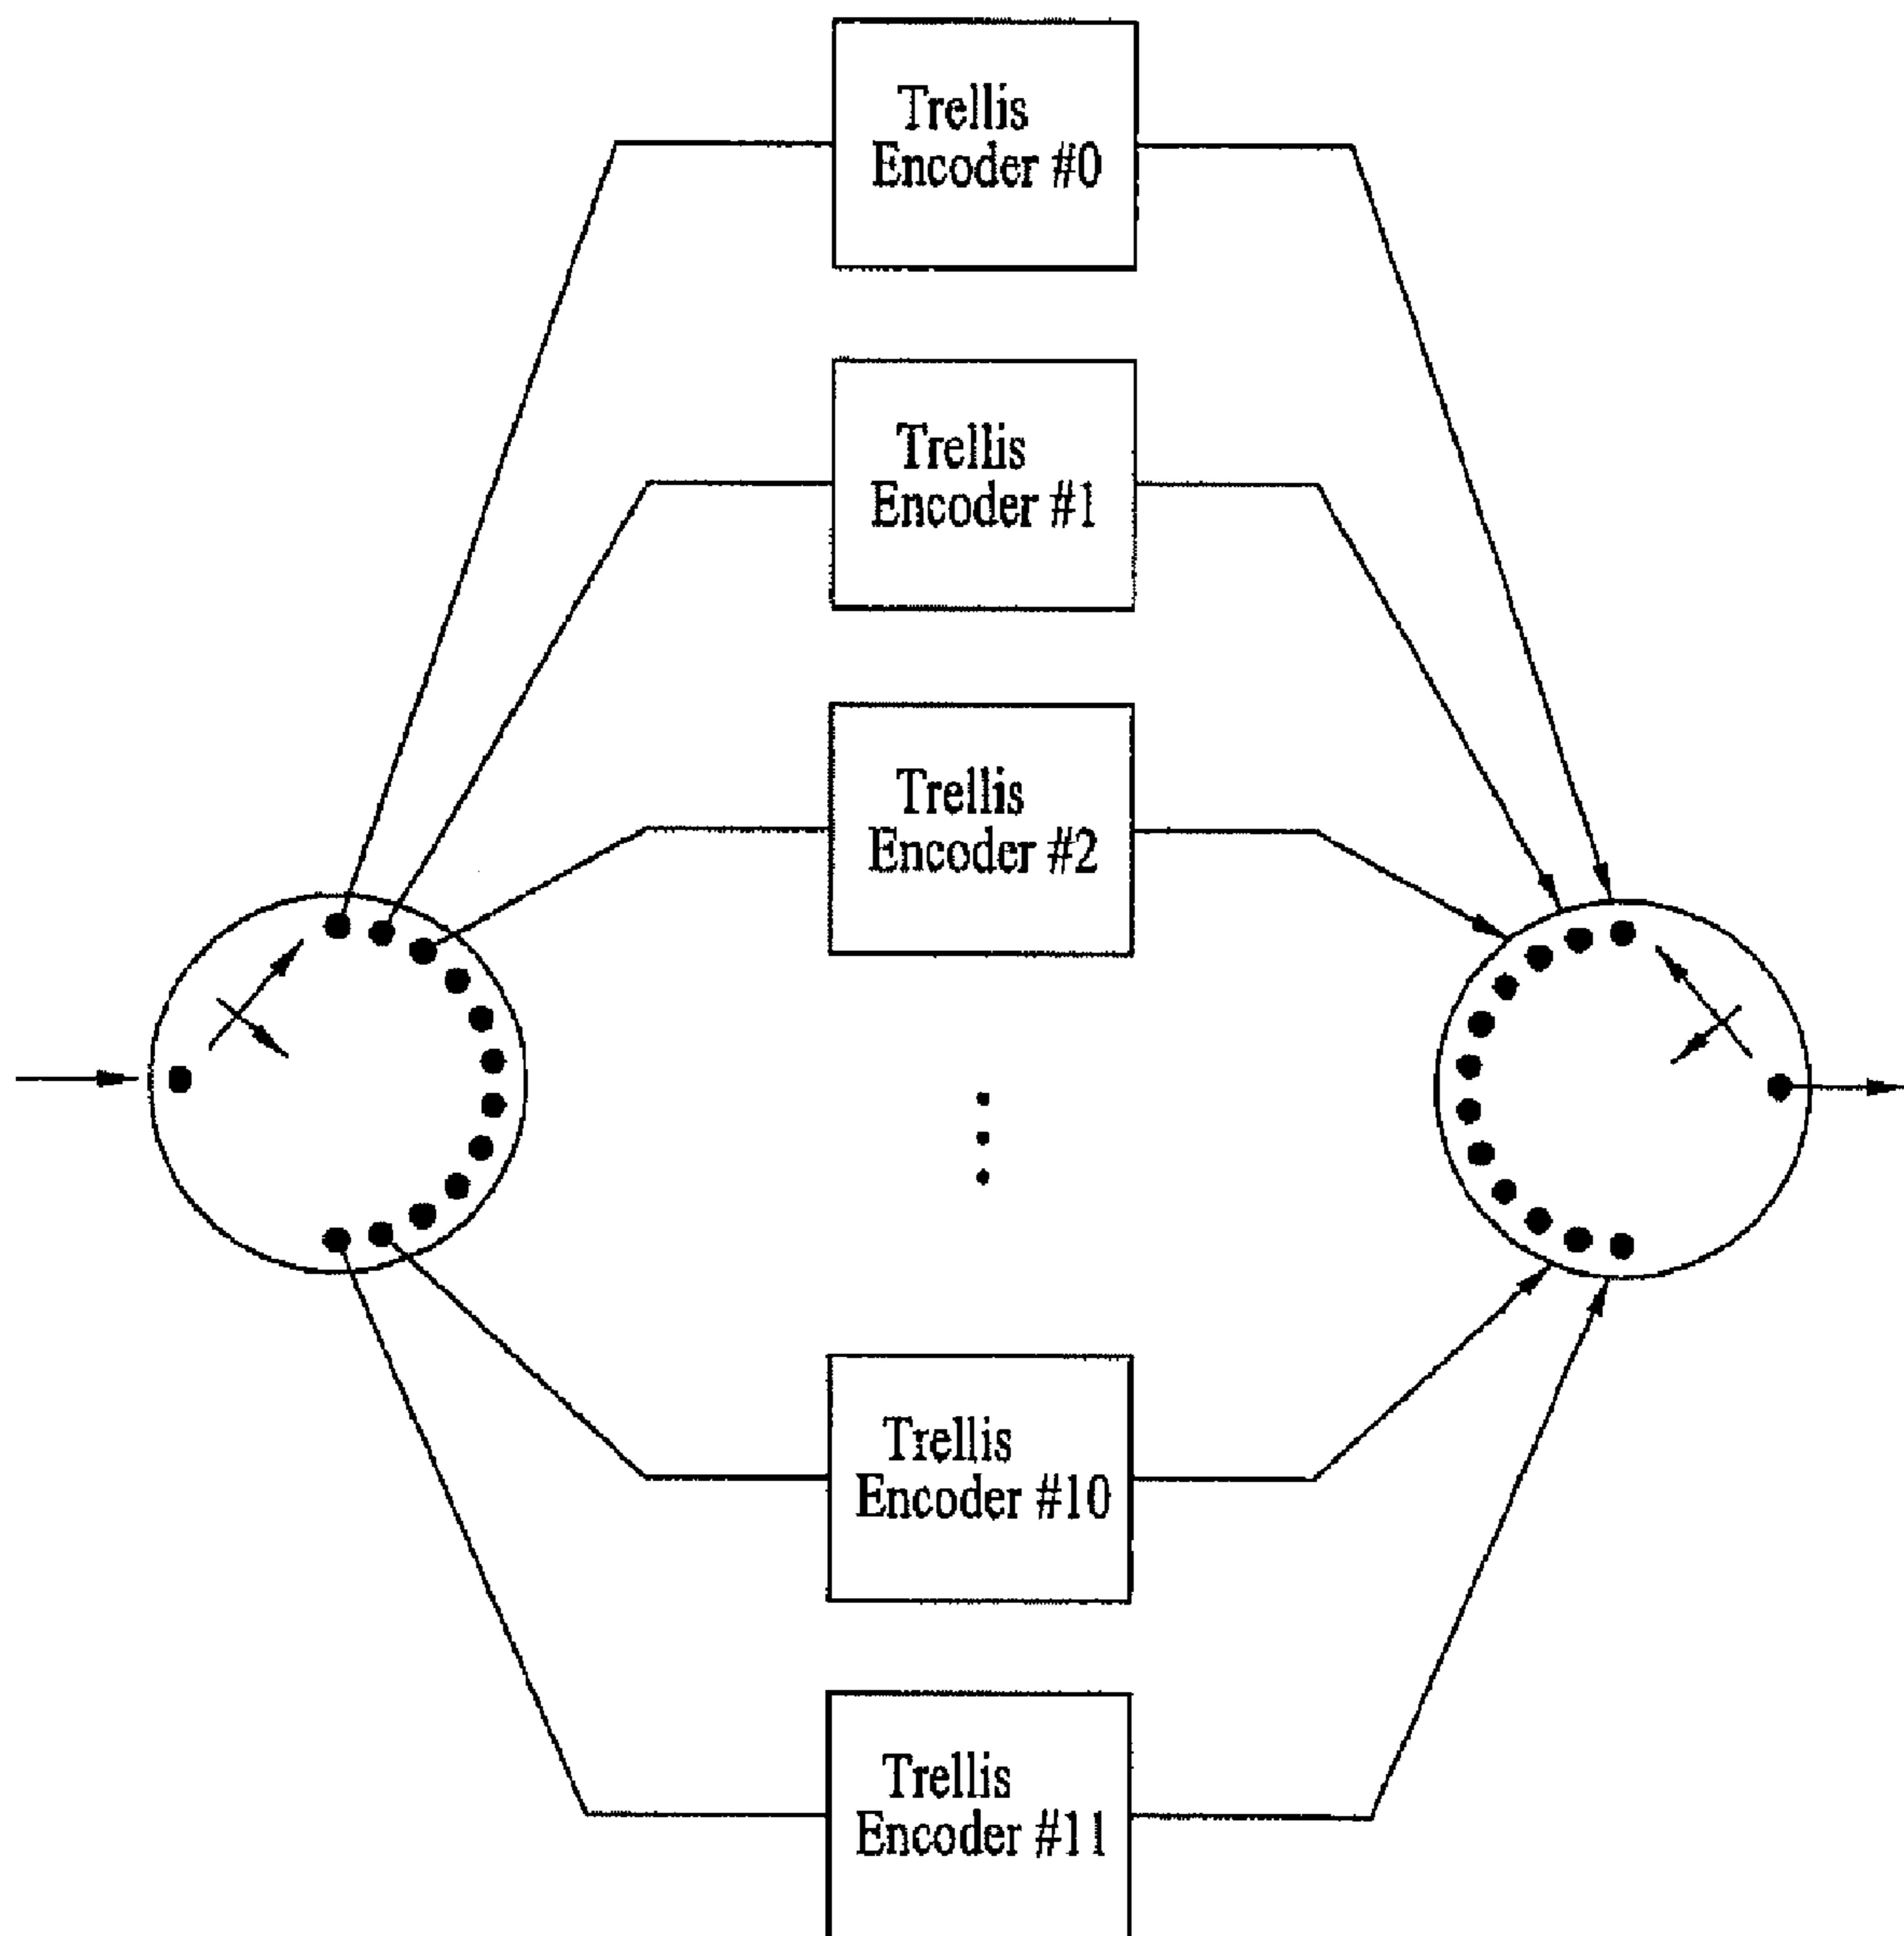 Trellis
Encoder #0
Trellis
Encoder #1
Trellis
Encoder #2
Trellis
Encoder #10
Trellis
Encoder #11